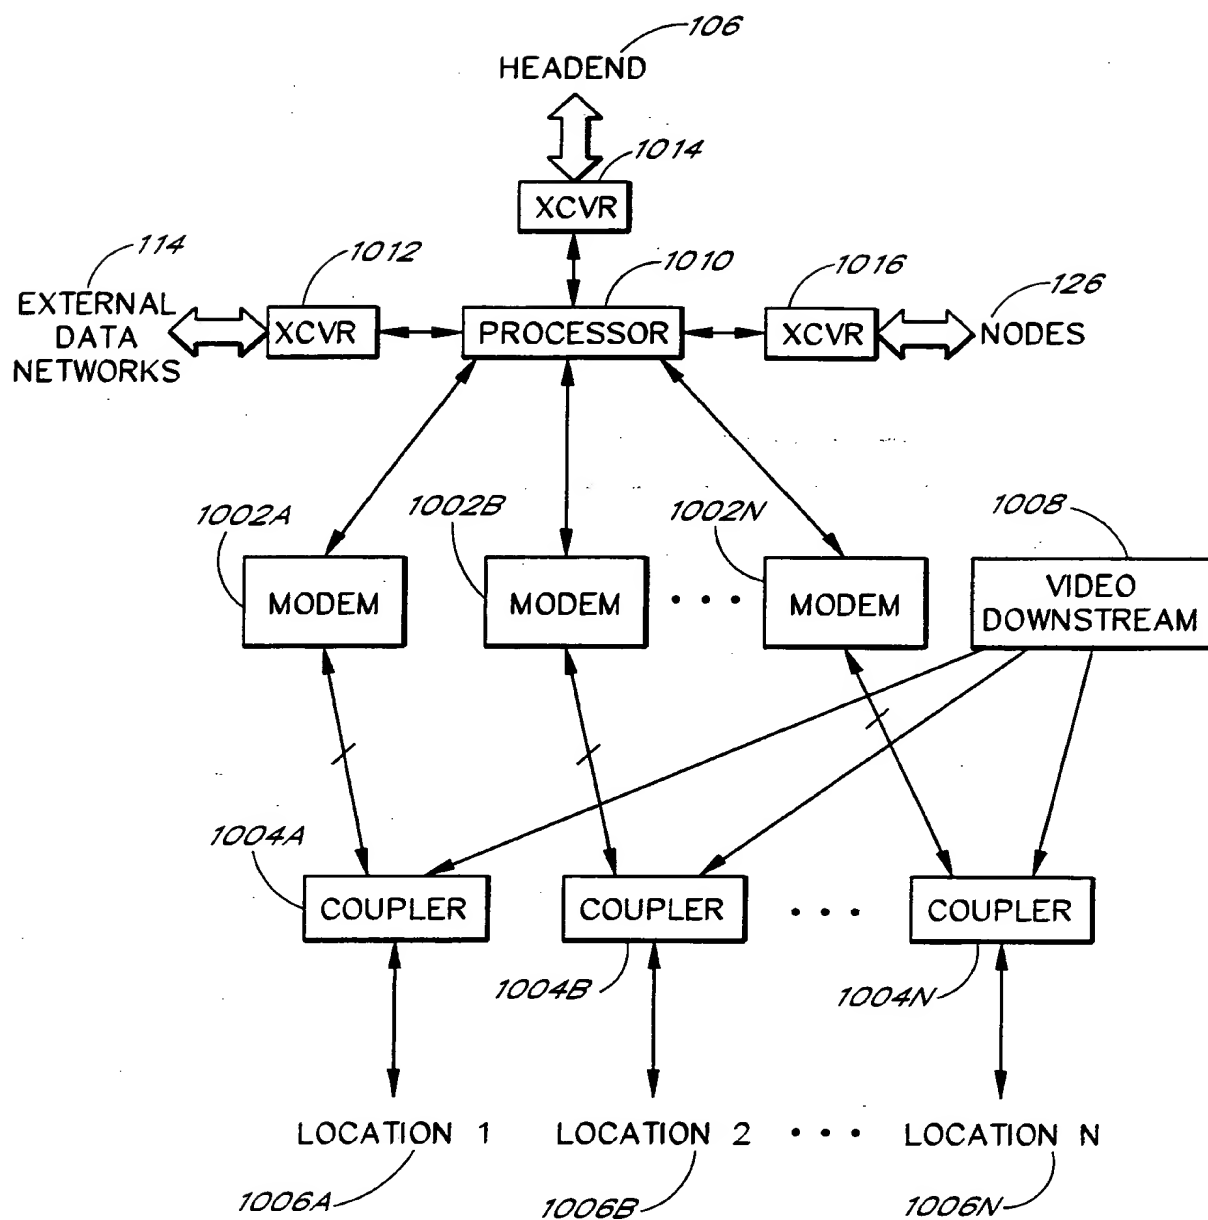 106
HEADEND
1014
XCVR
114
1012
1010
1016
126
EXTERNAL
DATA
NETWORKS
XCVR
PROCESSOR
XCVR
NODES
1002A
1002B
1002N
1008
MODEM
MODEM
• • •
MODEM
VIDEO
DOWNSTREAM
1004A
COUPLER
COUPLER
• • •
COUPLER
1004B
1004N
LOCATION 1
LOCATION 2
• • •
LOCATION N
1006A
1006B
1006N